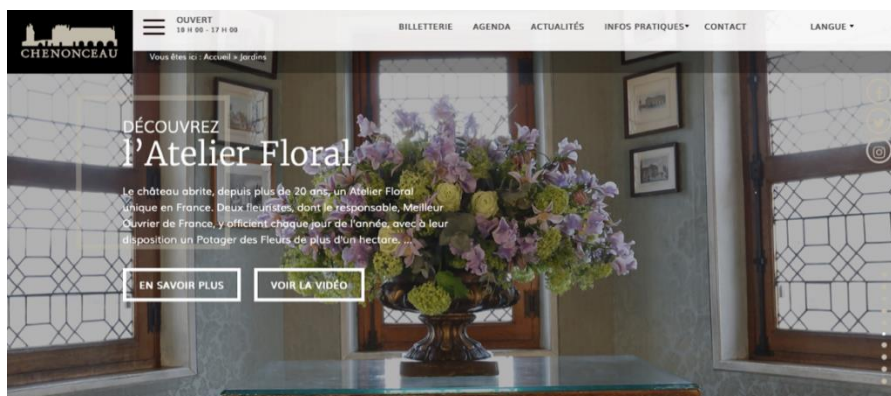 CHENONCEAU
OUVERT
10 H 00 - 17 H 00
BILLETTERIE AGENDA ACTUALITÉS INFOS PRATIQUES CONTACT LANGUE
Vous êtes ici : Accueil » Jardins
DÉCOUVREZ
l'Atelier Floral
Le château abrite, depuis plus de 20 ans, un Atelier Floral
unique en France. Deux fleuristes, dont le responsable, Meilleur
Ouvrier de France, y officient chaque jour de l'année, avec à leur
disposition un Potager des Fleurs de plus d'un hectare. ...
EN SAVOIR PLUS VOIR LA VIDÉO